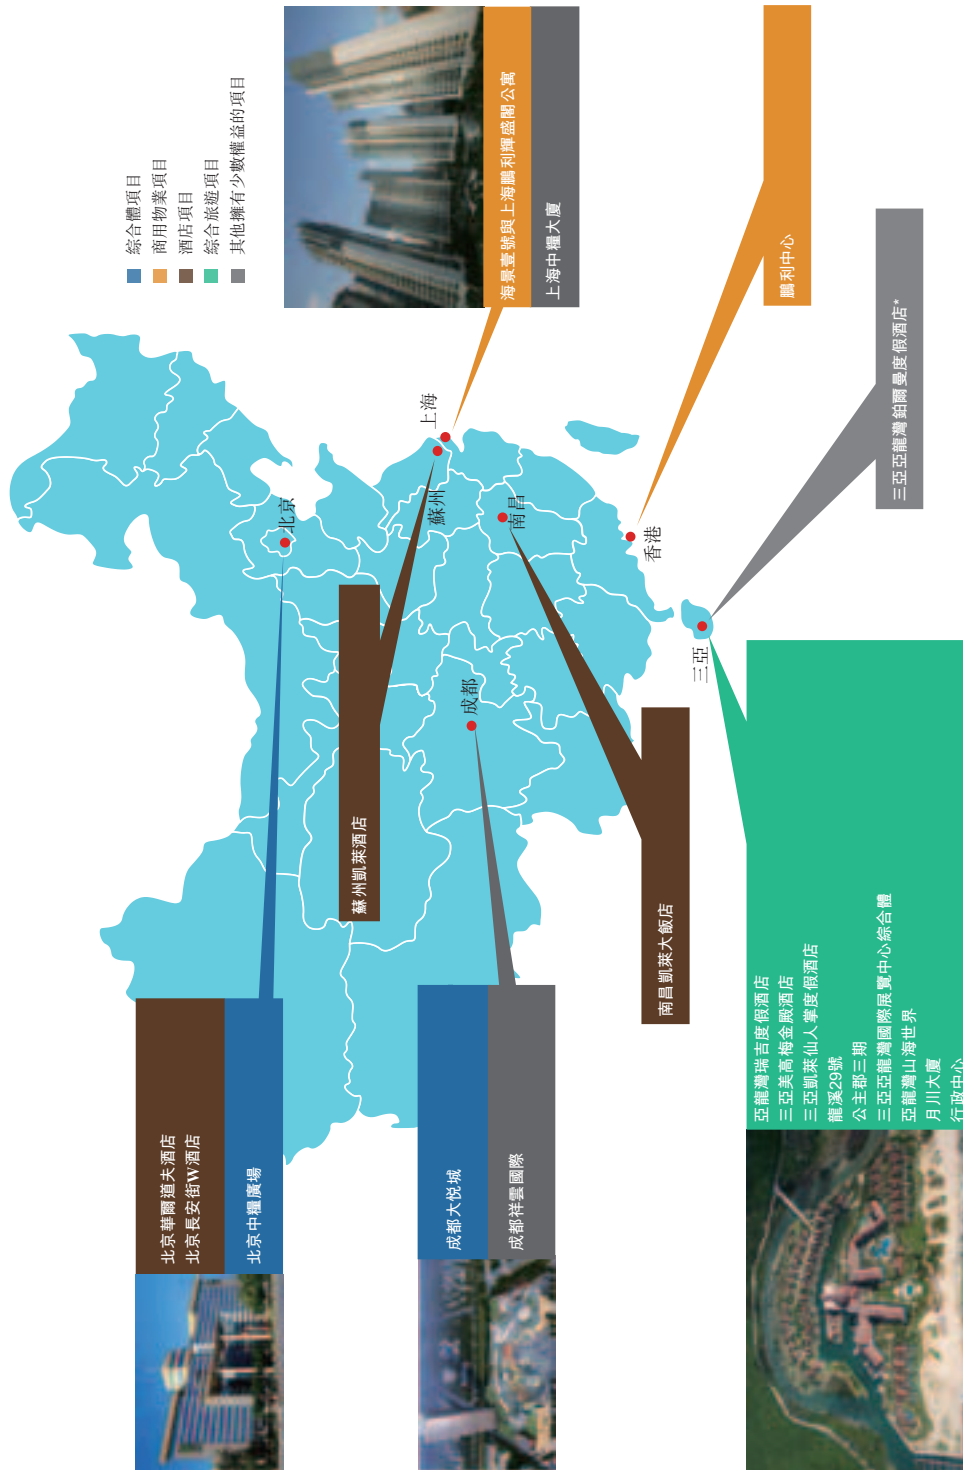 綜合體項目
商用物業項目
酒店項目
綜合旅遊項目
其他擁有少數權益的項目
北京華爾道夫酒店
北京長安街W酒店
北京中糧廣場
北京
蘇州凱萊酒店
上海
蘇州
海景壹號與上海鵬利輝盛閣公寓
上海中糧大廈
成都大悅城
成都祥雲國際
成都
南昌
南昌凱萊大飯店
香港
鵬利中心
三亞
三亞亞龍灣鉑爾曼度假酒店*
亞龍灣瑞吉度假酒店
三亞美高梅金殿酒店
三亞凱萊仙人掌度假酒店
龍溪29號
公主郡三期
三亞亞龍灣國際展覽中心綜合體
亞龍灣山海世界
月川大廈
行政中心